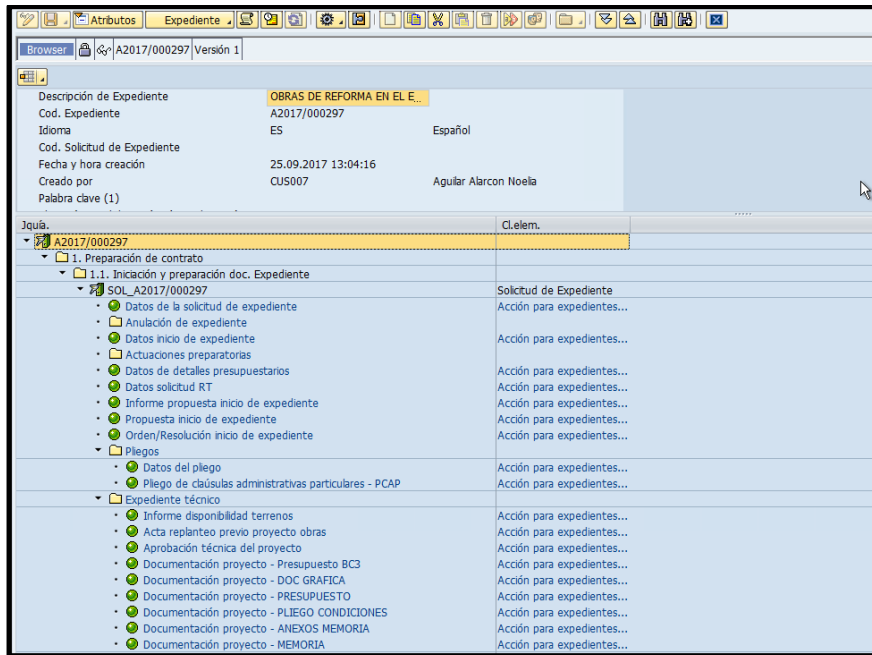 Atributos Expediente
Browser A2017/000297 Versión 1
Descripción de Expediente OBRAS DE REFORMA EN EL E...
Cod. Expediente A2017/000297
Idioma ES Español
Cod. Solicitud de Expediente
Fecha y hora creación 25.09.2017 13:04:16
Creado por CUS007 Aguilar Alarcon Noelia
Palabra clave (1)
Jquía. Cl.elem.
A2017/000297
1. Preparación de contrato
1.1. Iniciación y preparación doc. Expediente
SOL_A2017/000297 Solicitud de Expediente
Datos de la solicitud de expediente Acción para expedientes...
Anulación de expediente
Datos inicio de expediente Acción para expedientes...
Actuaciones preparatorias
Datos de detalles presupuestarios Acción para expedientes...
Datos solicitud RT Acción para expedientes...
Informe propuesta inicio de expediente Acción para expedientes...
Propuesta inicio de expediente Acción para expedientes...
Orden/Resolución inicio de expediente Acción para expedientes...
Pliegos
Datos del pliego Acción para expedientes...
Pliego de claúsulas administrativas particulares - PCAP Acción para expedientes...
Expediente técnico
Informe disponibilidad terrenos Acción para expedientes...
Acta replanteo previo proyecto obras Acción para expedientes...
Aprobación técnica del proyecto Acción para expedientes...
Documentación proyecto - Presupuesto BC3 Acción para expedientes...
Documentación proyecto - DOC GRAFICA Acción para expedientes...
Documentación proyecto - PRESUPUESTO Acción para expedientes...
Documentación proyecto - PLIEGO CONDICIONES Acción para expedientes...
Documentación proyecto - ANEXOS MEMORIA Acción para expedientes...
Documentación proyecto - MEMORIA Acción para expedientes...